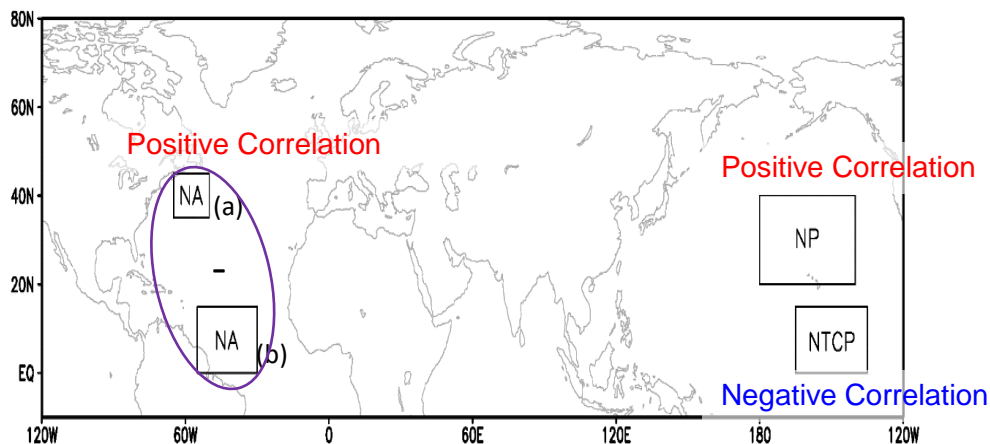 80N
60N
40N
20N
EQ
Positive Correlation
NA
(a)
-
NA
(b)
Positive Correlation
NP
NTCP
Negative Correlation
120W
60W
0
60E
120E
180
120W